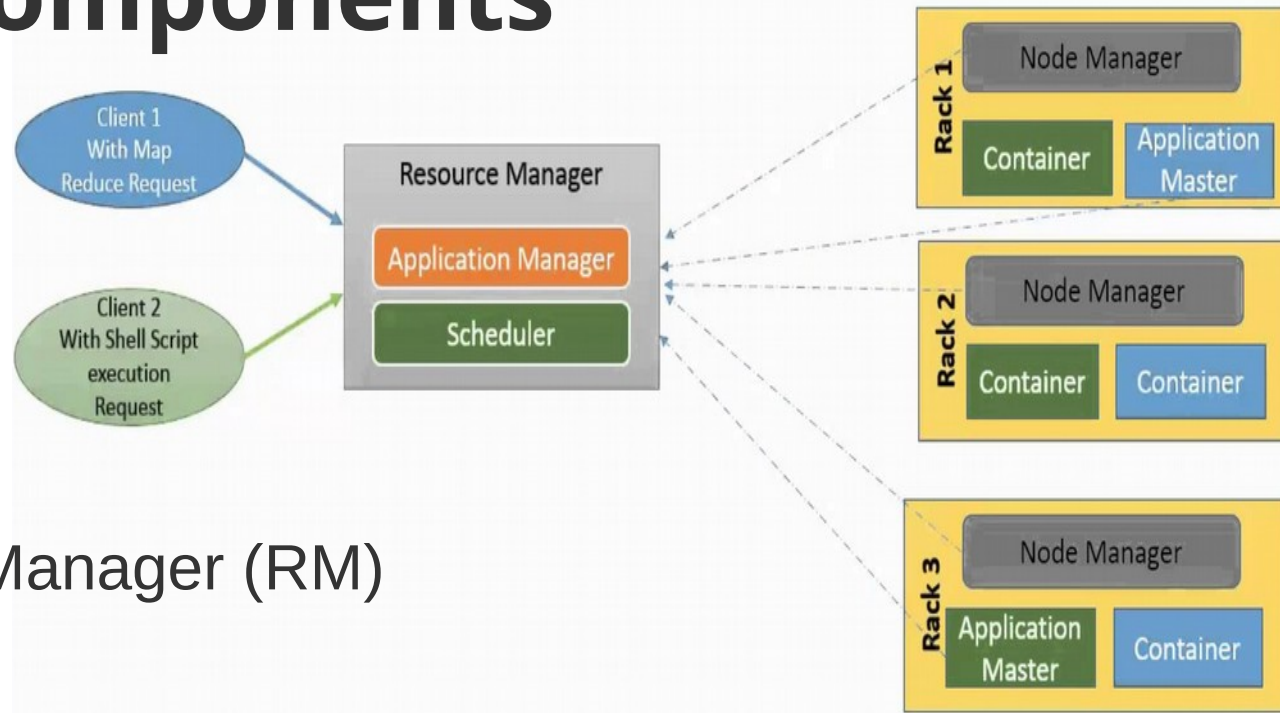 omponents
Client 1
With Map
Reduce Request
Client 2
With Shell Script
execution
Request
Resource Manager
Application Manager
Scheduler
Manager (RM)
Rack 1
Node Manager
Container
Application
Master
Rack 2
Node Manager
Container
Container
Rack 3
Node Manager
Application
Master
Container